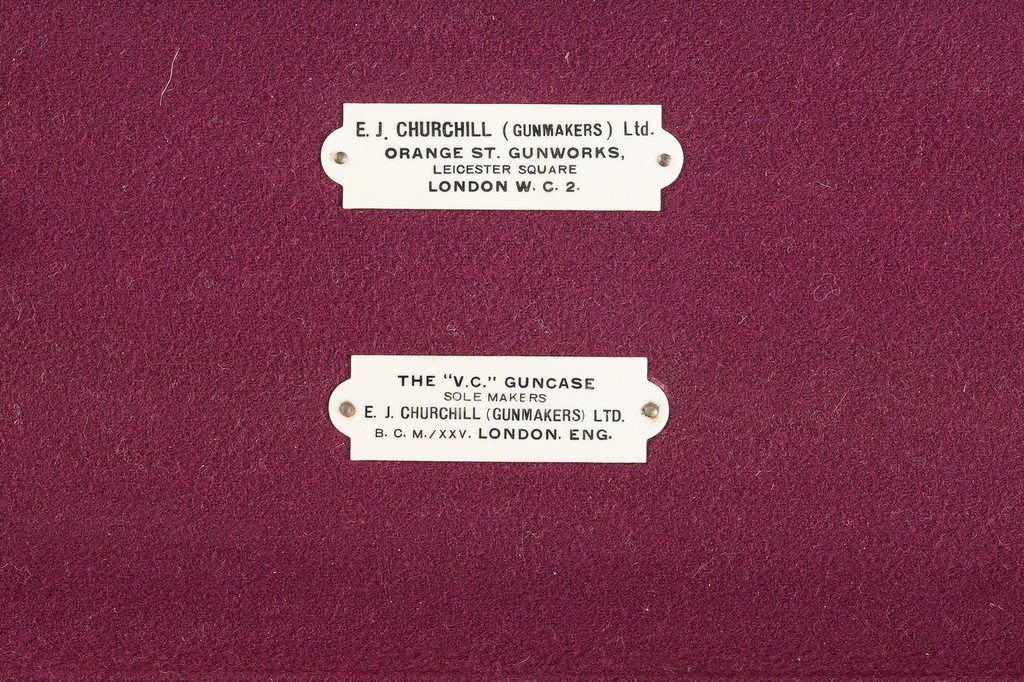 E. J. CHURCHILL (GUNMAKERS) Ltd.
ORANGE ST. GUNWORKS,
LEICESTER SQUARE
LONDON W. C. 2.
THE "V.C." GUNCASE
SOLE MAKERS
E. J. CHURCHILL (GUNMAKERS) LTD.
B. C. M./XXV. LONDON, ENG.